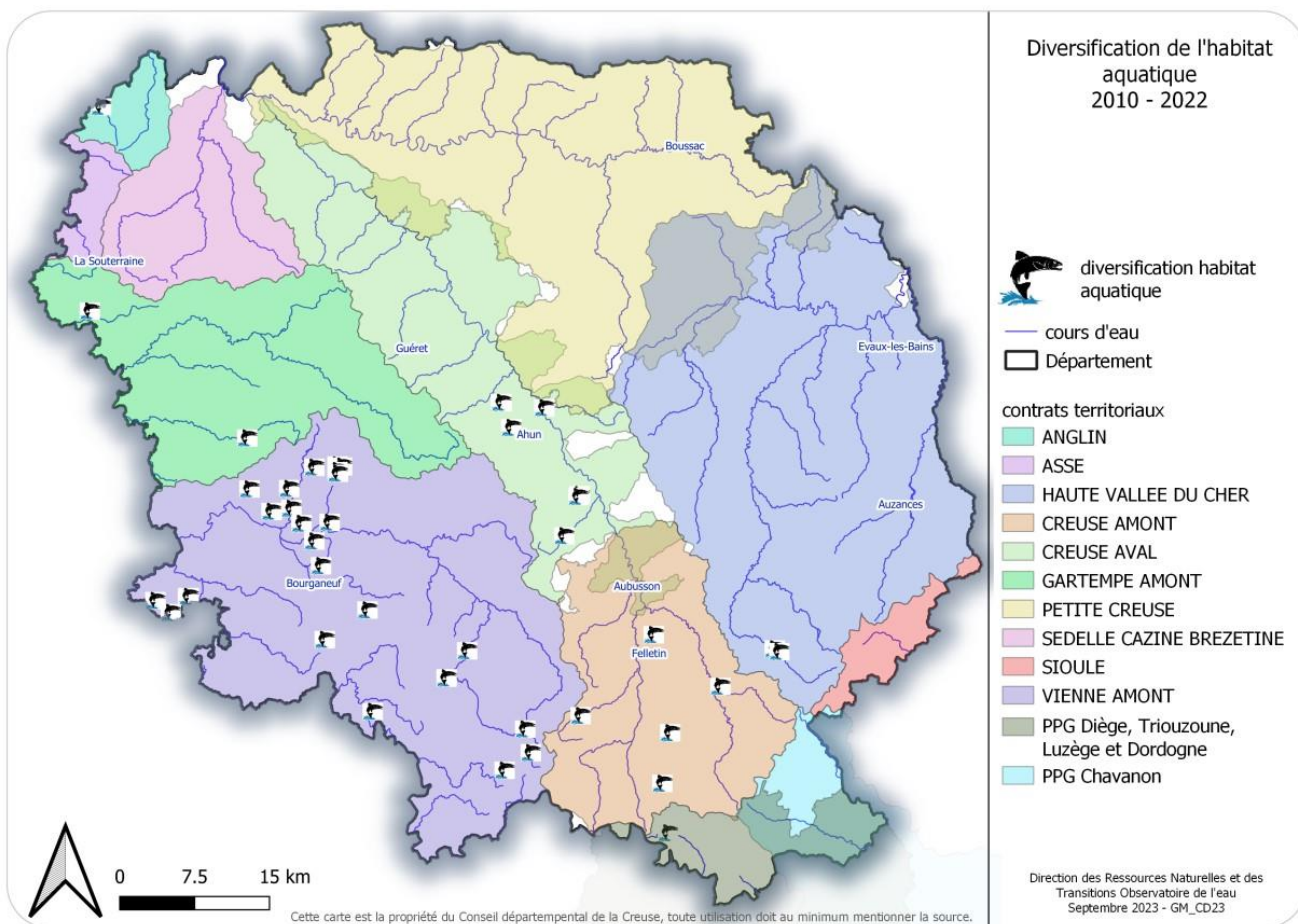 Diversification de l'habitat
aquatique
2010 - 2022
Boussac
La Souterraine
Guéret
Evaux-les-Bains
Ahun
Auzances
Bourganeuf
Aubusson
Felletin
diversification habitat
aquatique
cours d'eau
Département
contrats territoriaux
ANGLIN
ASSE
HAUTE VALLEE DU CHER
CREUSE AMONT
CREUSE AVAL
GARTEMPE AMONT
PETITE CREUSE
SEDELLE CAZINE BREZETINE
SIOULE
VIENNE AMONT
PPG Diège, Triouzoune,
Luzège et Dordogne
PPG Chavanon
0 7.5 15 km
Cette carte est la propriété du Conseil départempental de la Creuse, toute utilisation doit au minimum mentionner la source.
Direction des Ressources Naturelles et des
Transitions Observatoire de l'eau
Septembre 2023 - GM_CD23